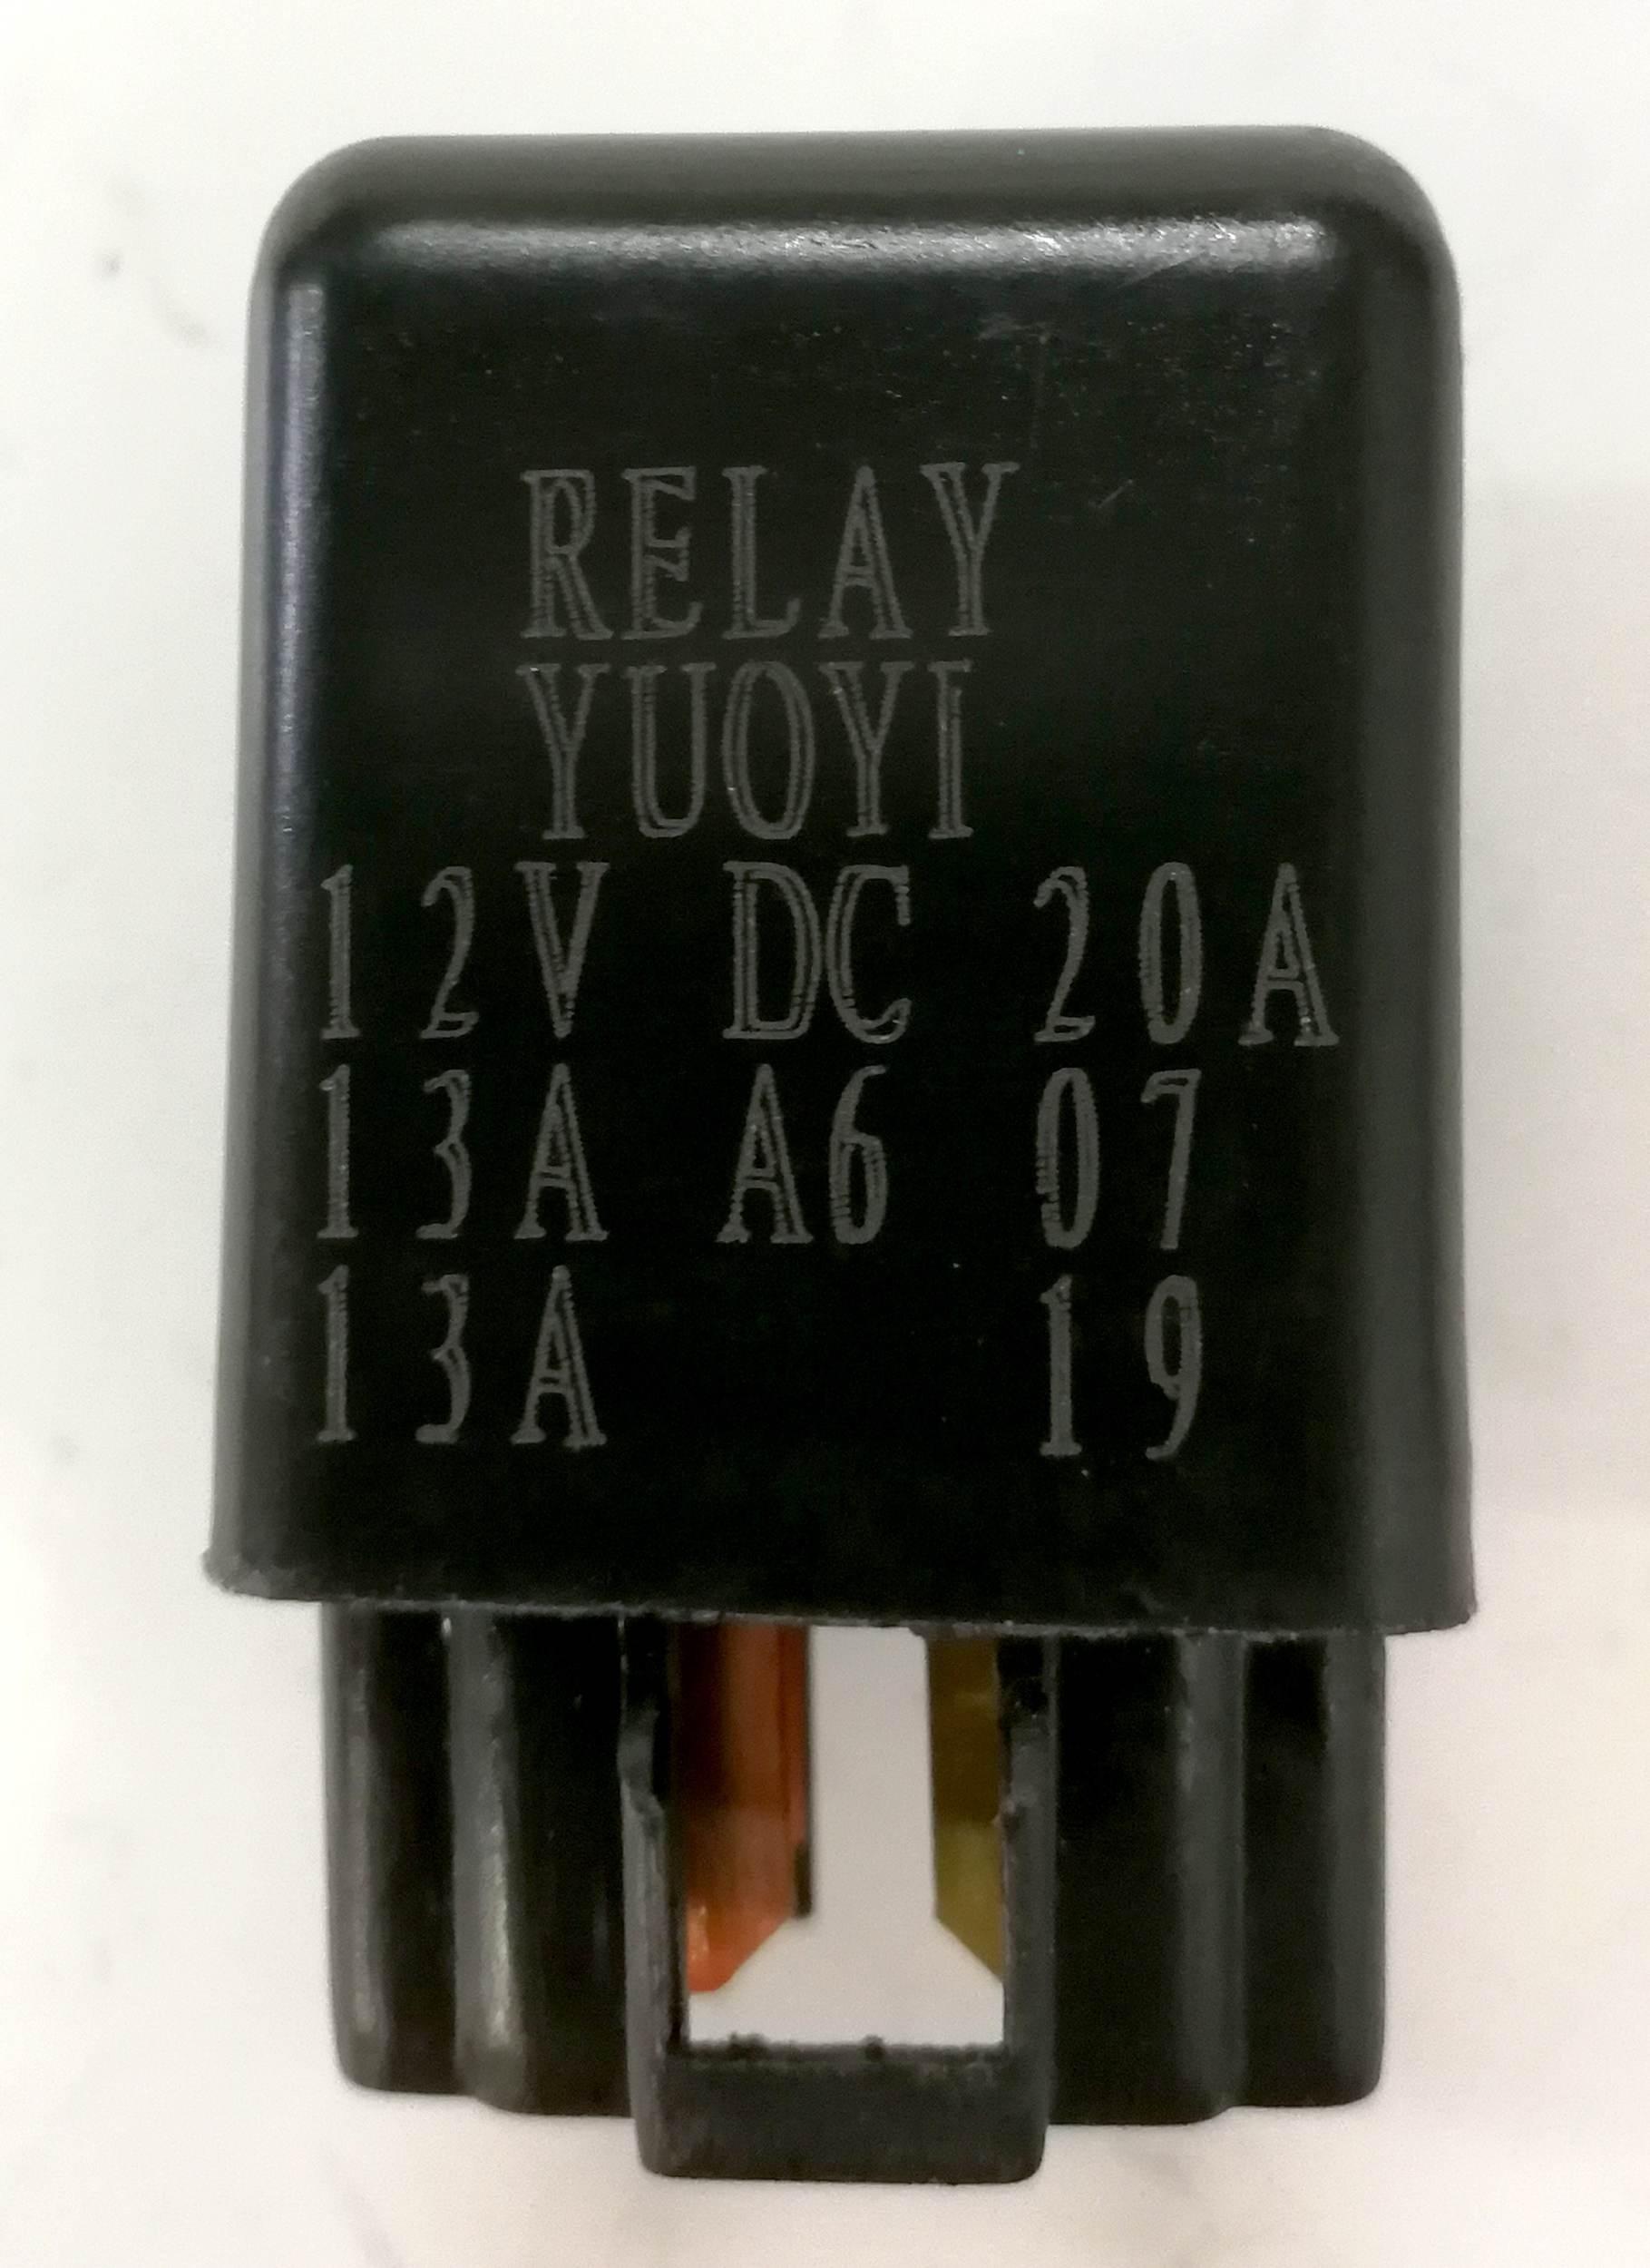 RELAY
YUOYI
12V DC 20A
13A A6 07
13A 19